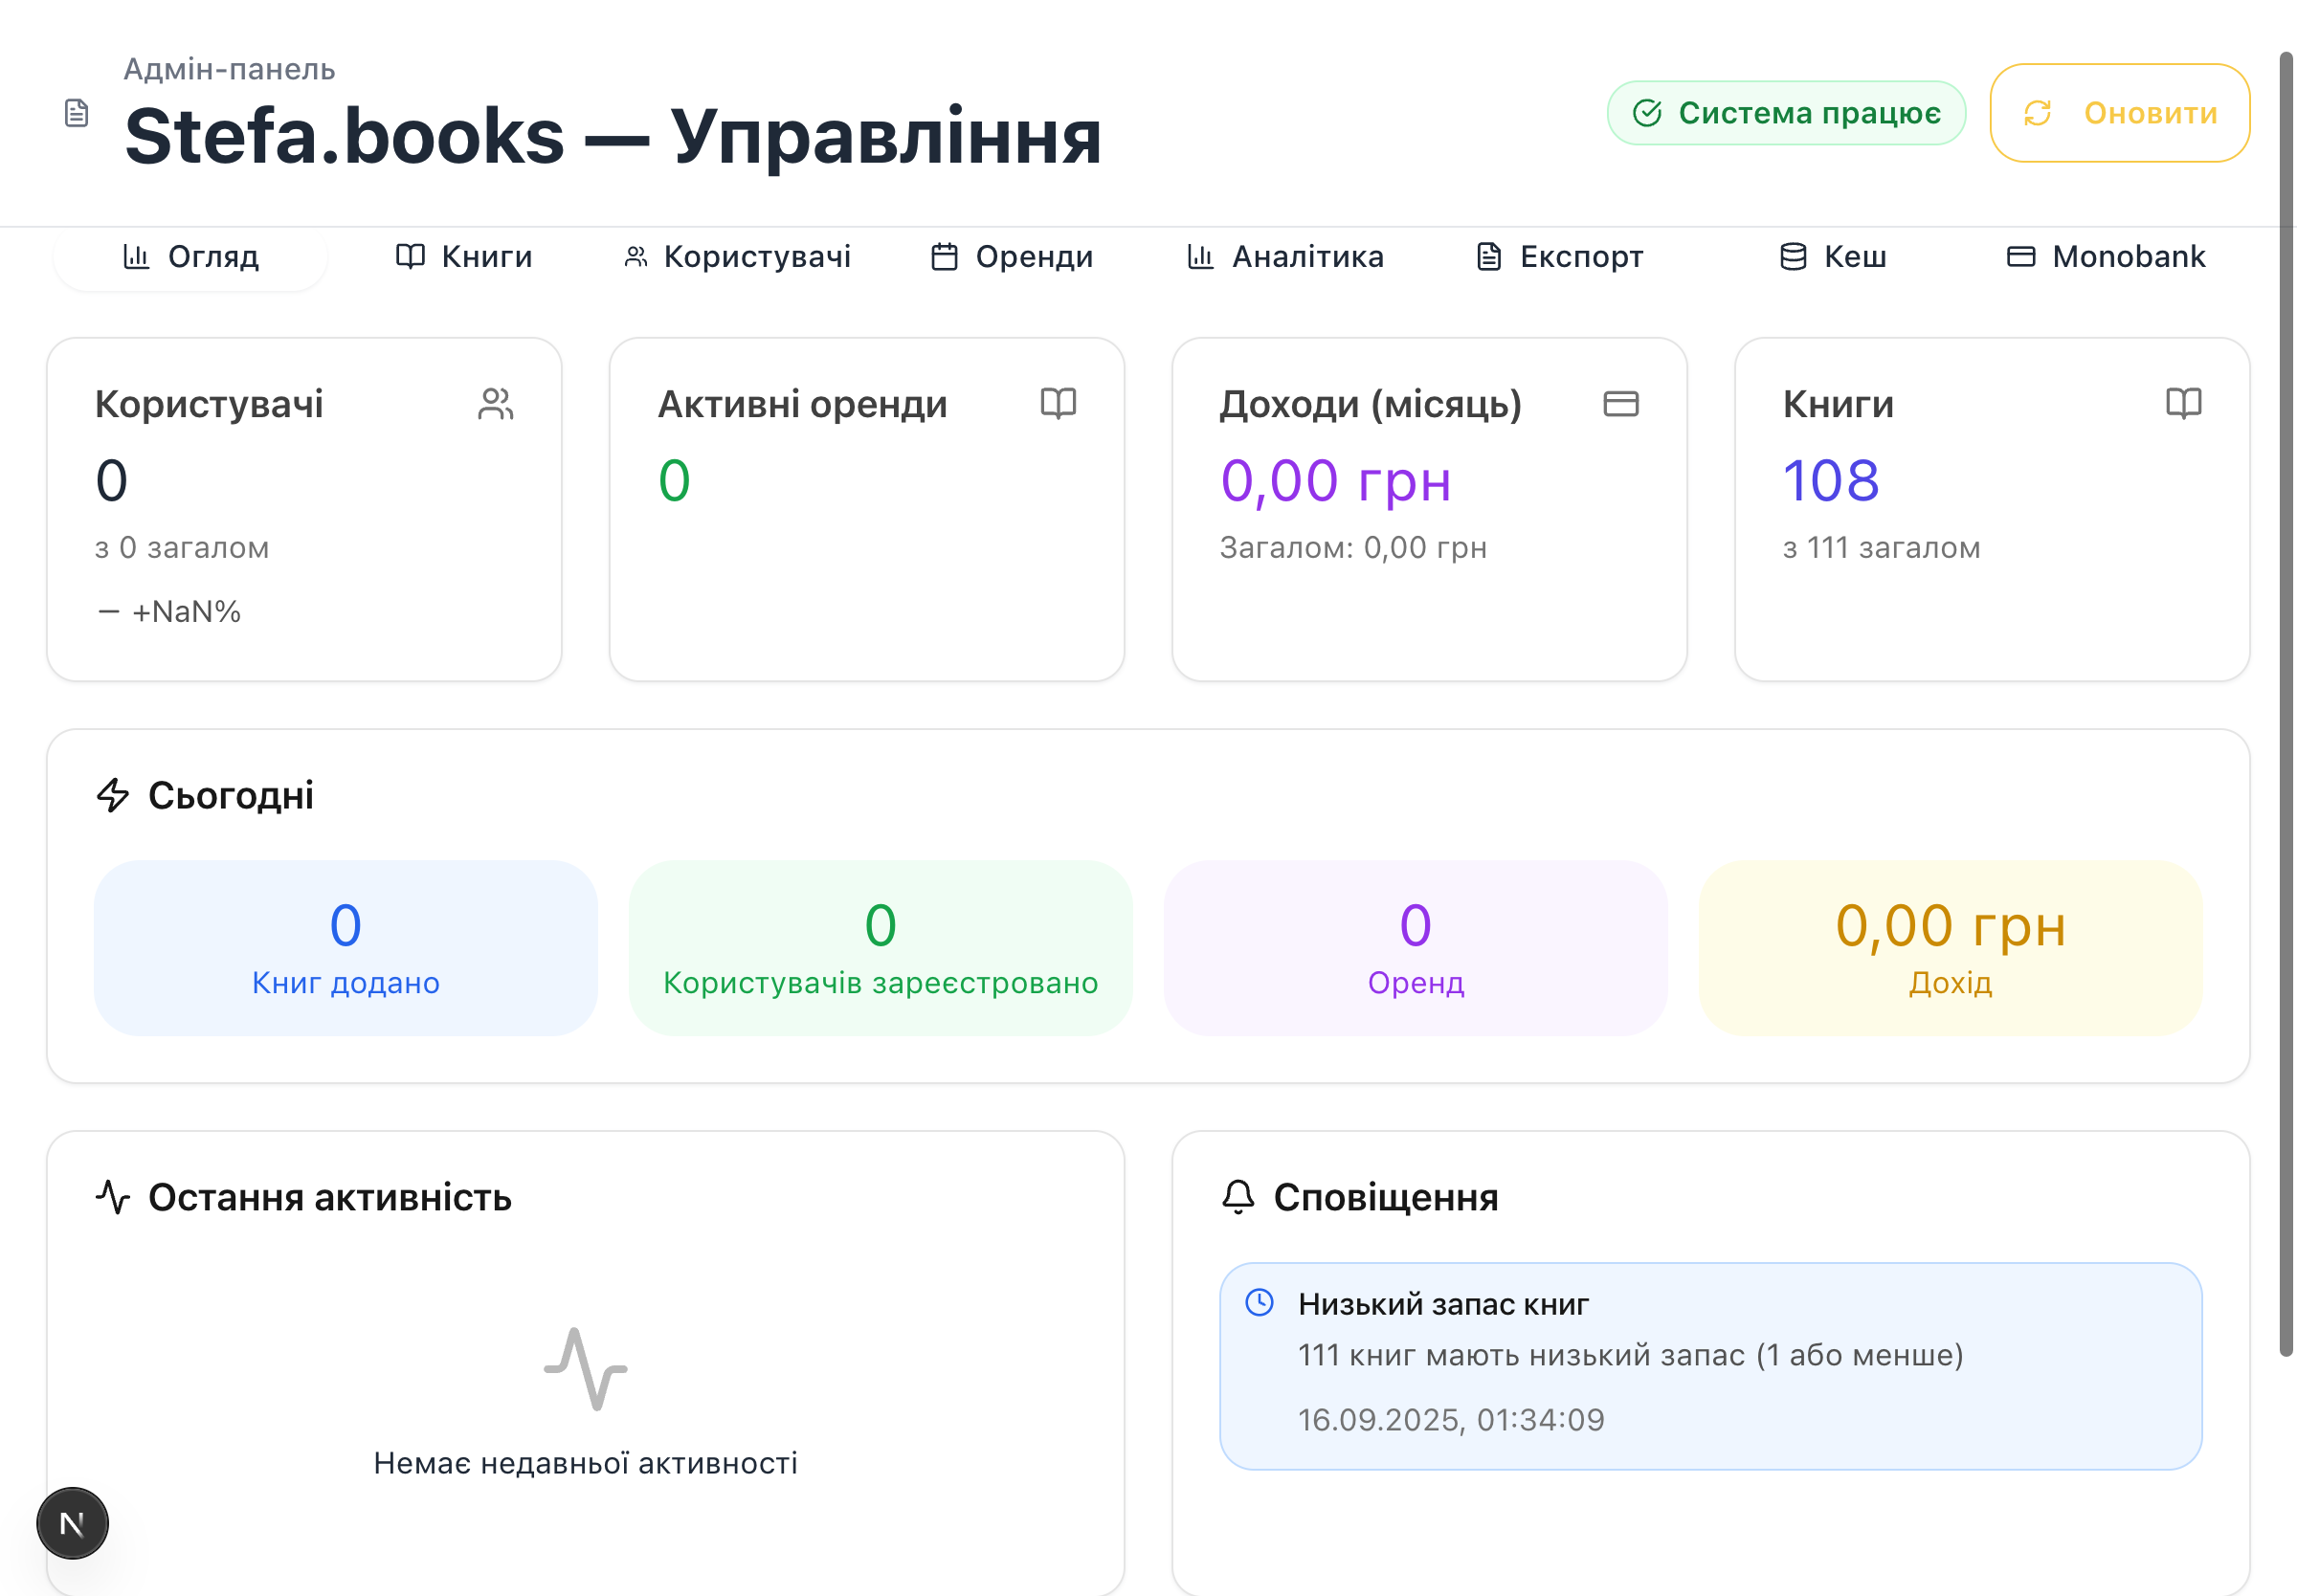 Адмін-панель
Stefa.books — Управління
Система працює
Оновити
Огляд
Книги
Користувачі
Оренди
Аналітика
Експорт
Кеш
Monobank
Користувачі
0
з 0 загалом
+NaN%
Активні оренди
0
Доходи (місяць)
0,00 грн
Загалом: 0,00 грн
Книги
108
з 111 загалом
Сьогодні
0
Книг додано
0
Користувачів зареєстровано
0
Оренд
0,00 грн
Дохід
Остання активність
Немає недавньої активності
Сповіщення
Низький запас книг
111 книг мають низький запас (1 або менше)
16.09.2025, 01:34:09
N